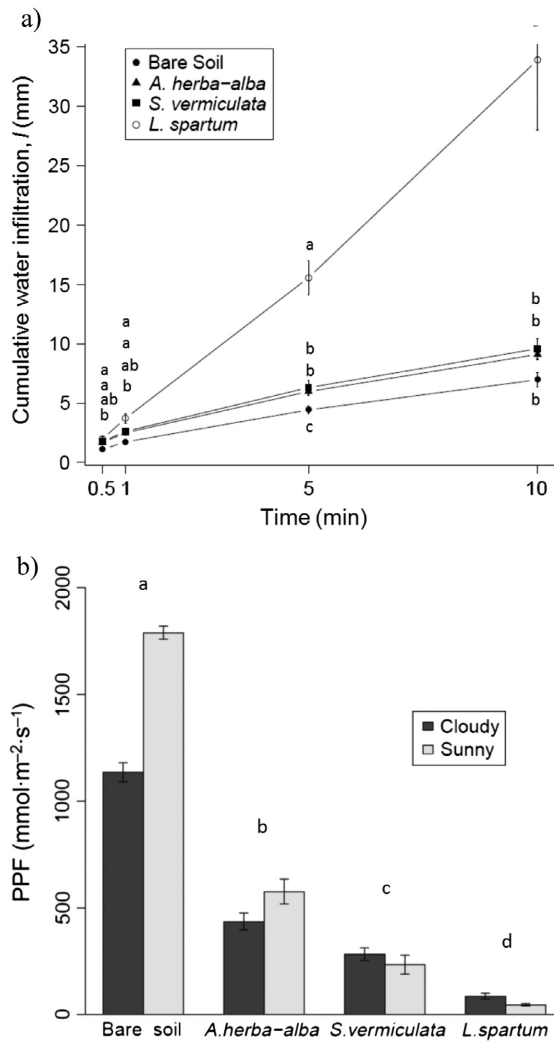 a)
Cumulative water infiltration, I (mm)
35
30
25
20
15
10
5
0
Bare Soil
A. herba-alba
S. vermiculata
L. spartum
a
a
ab
b
a
a
ab
b
a
b
b
c
b
b
b
0.5
1
5
10
Time (min)
b)
PPF (mmol·m⁻²·s⁻¹)
2000
1500
1000
500
0
a
b
c
d
Cloudy
Sunny
Bare soil
A.herba-alba
S.vermiculata
L.spartum